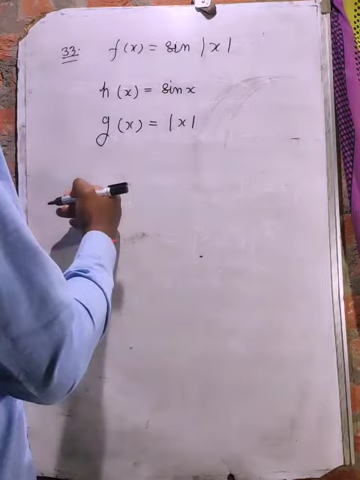 33. f(x) = sin |x|
h(x) = sin x
g(x) = |x|